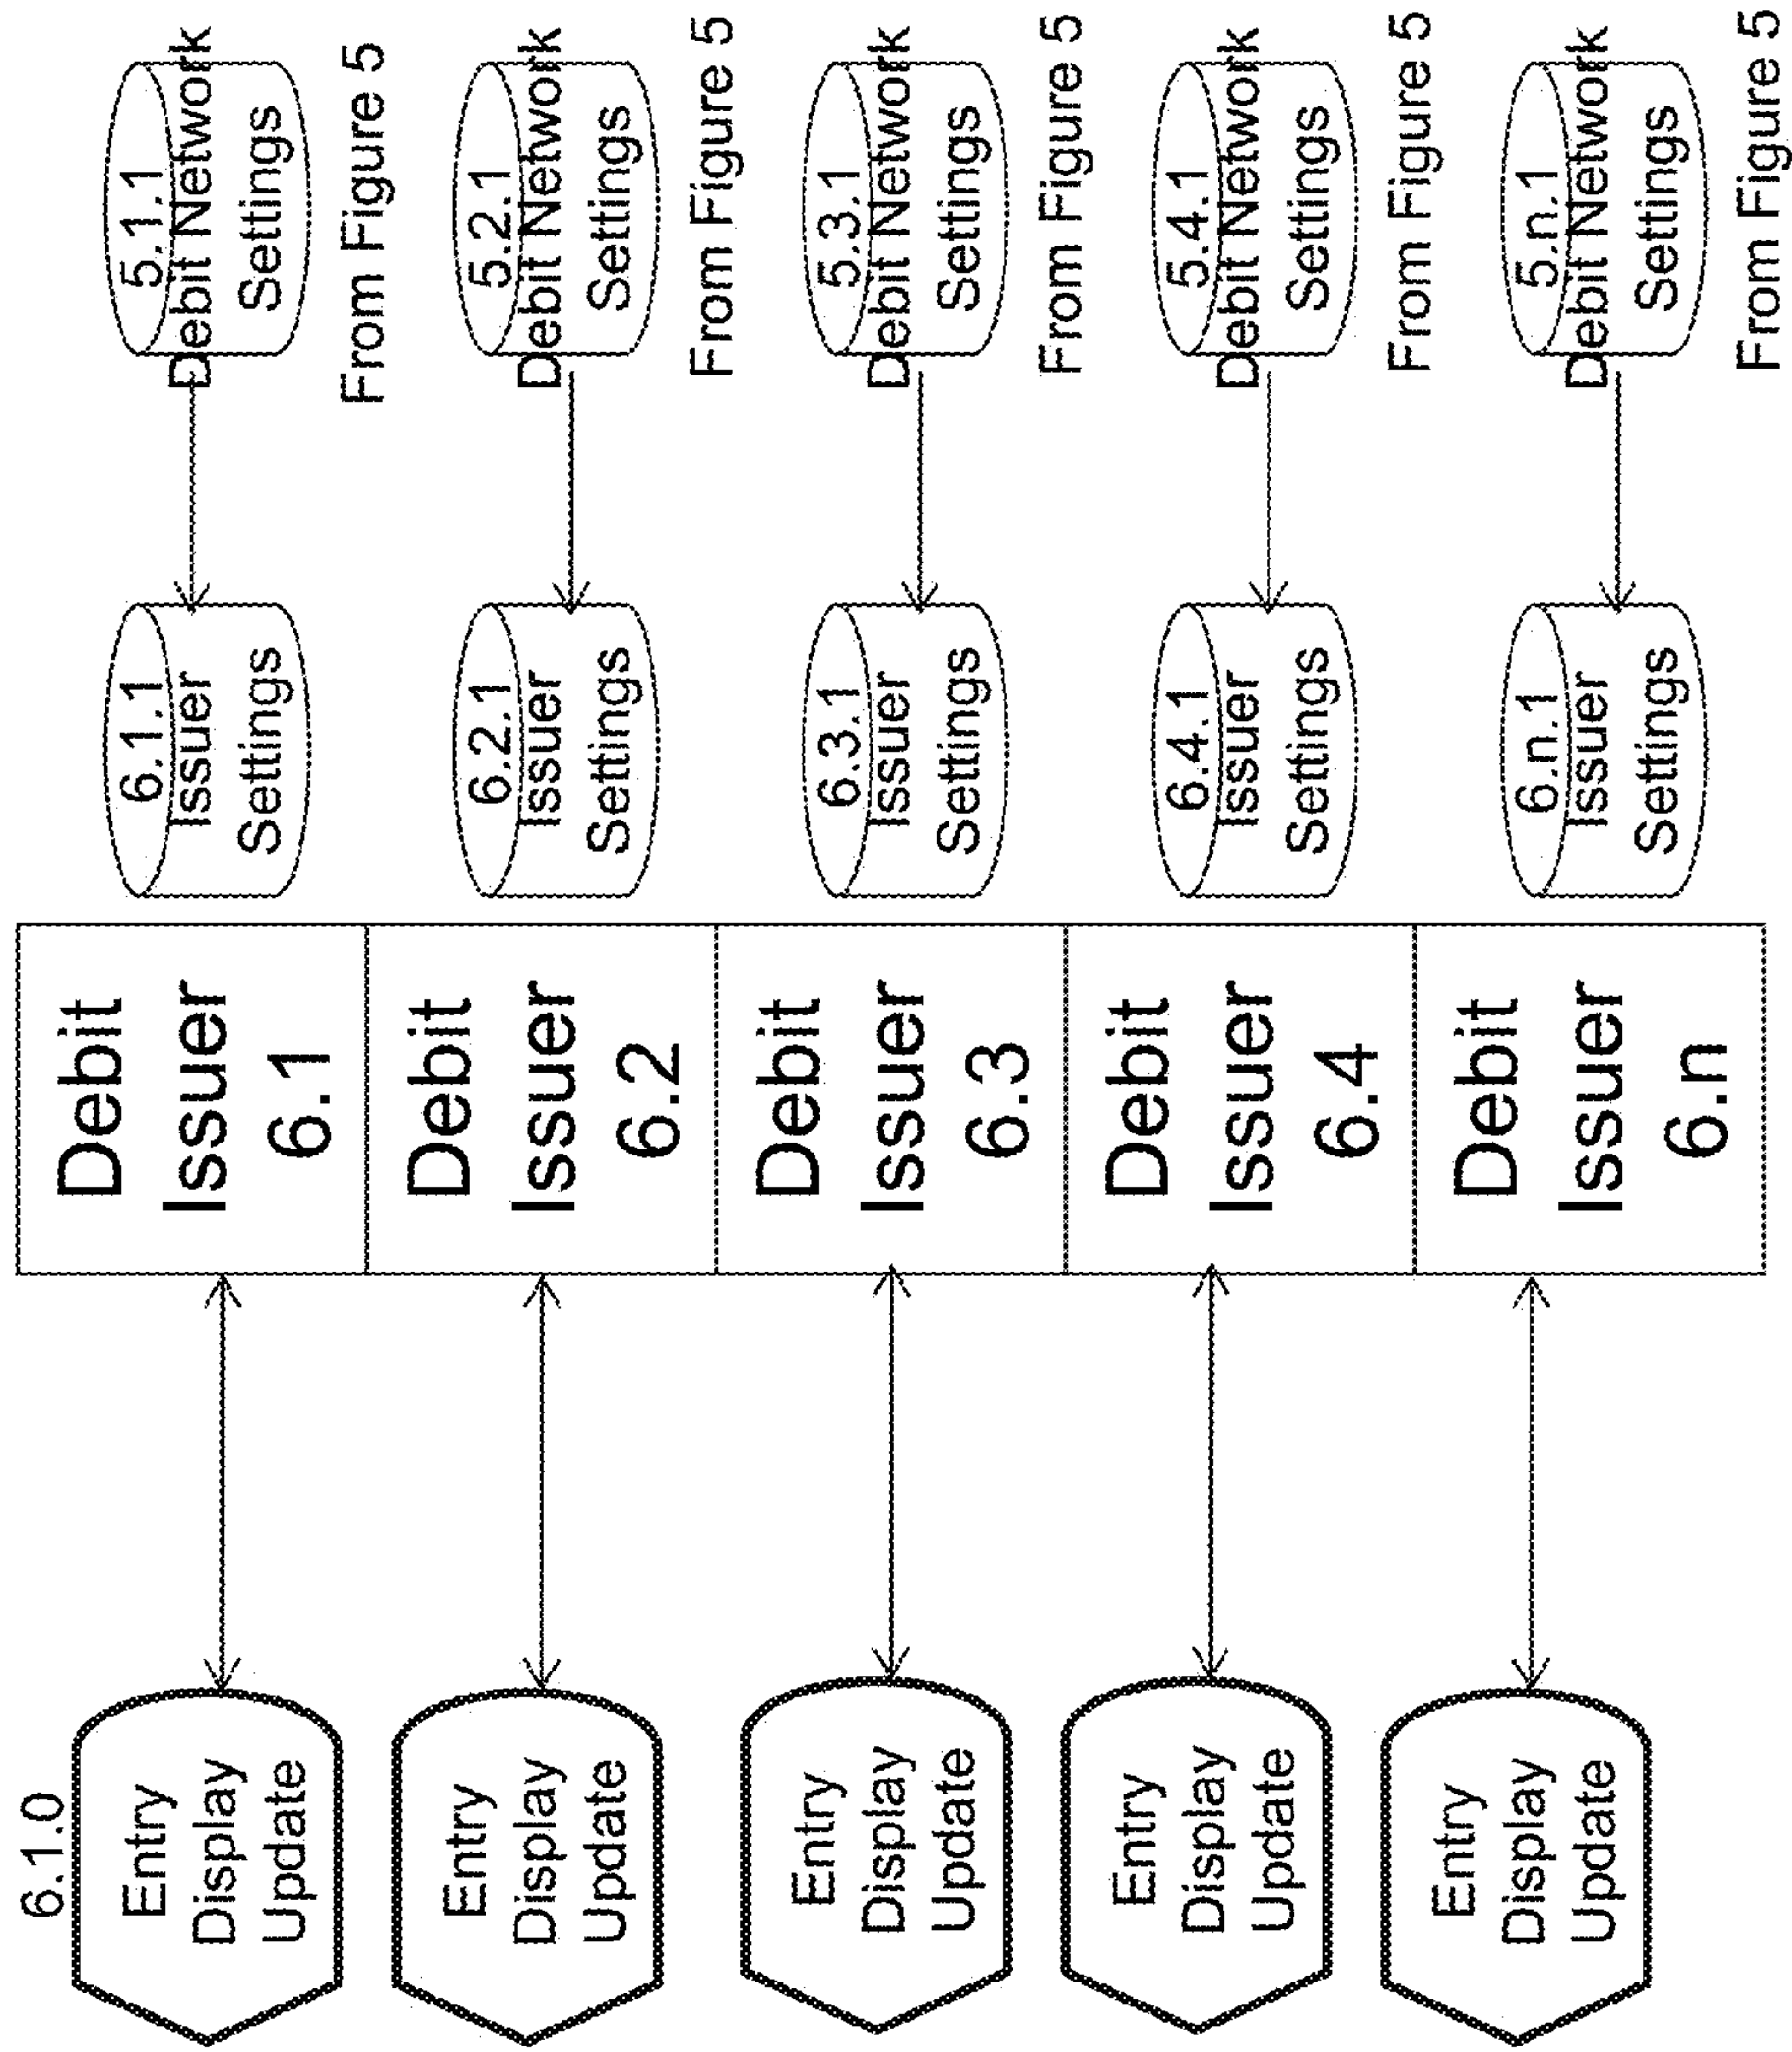 6.1.0
Entry
Display
Update
Debit
Issuer
6.1
6.1.1
Issuer
Settings
5.1.1
Debit Network
Settings
From Figure 5
Entry
Display
Update
Debit
Issuer
6.2
6.2.1
Issuer
Settings
5.2.1
Debit Network
Settings
From Figure 5
Entry
Display
Update
Debit
Issuer
6.3
6.3.1
Issuer
Settings
5.3.1
Debit Network
Settings
From Figure 5
Entry
Display
Update
Debit
Issuer
6.4
6.4.1
Issuer
Settings
5.4.1
Debit Network
Settings
From Figure 5
Entry
Display
Update
Debit
Issuer
6.n
6.n.1
Issuer
Settings
5.n.1
Debit Network
Settings
From Figure 5